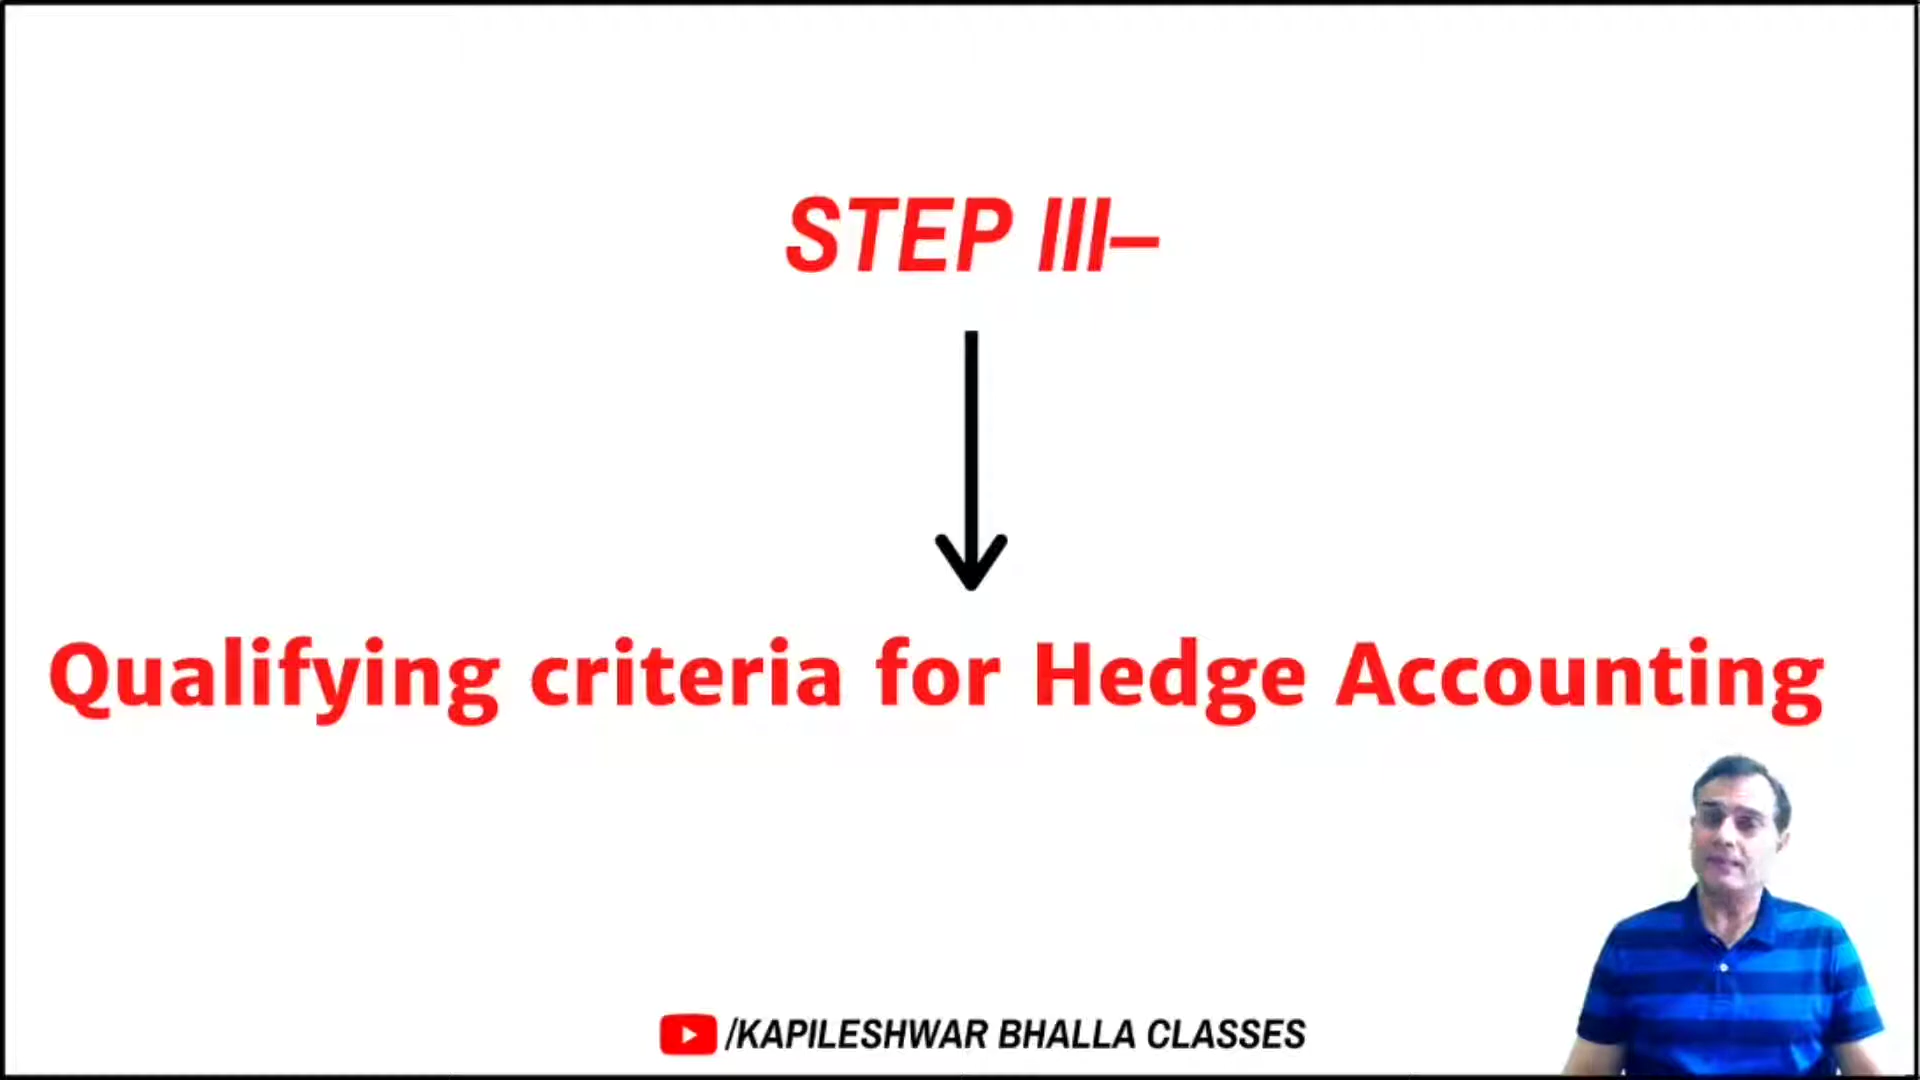 STEP III–
Qualifying criteria for Hedge Accounting
/KAPILESHWAR BHALLA CLASSES